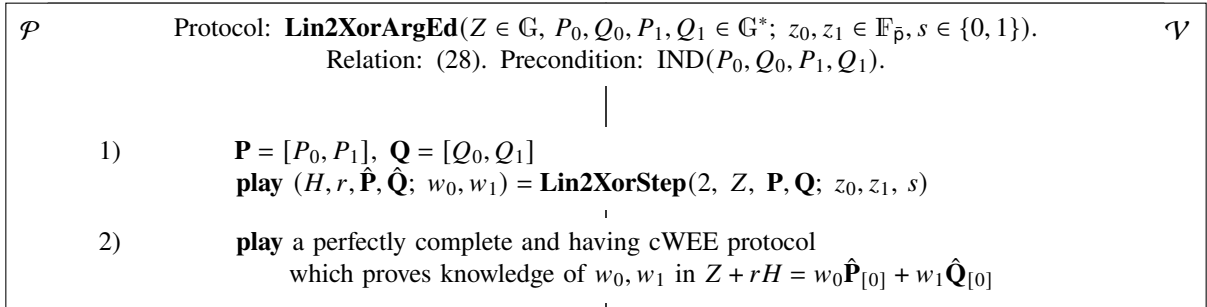 𝒫 Protocol: Lin2XorArgEd(Z ∈ 𝔾, P₀, Q₀, P₁, Q₁ ∈ 𝔾*; z₀, z₁ ∈ 𝔽_p̄, s ∈ {0, 1}). 𝒱
Relation: (28). Precondition: IND(P₀, Q₀, P₁, Q₁).
1) P = [P₀, P₁], Q = [Q₀, Q₁]
play (H, r, P̂, Q̂; w₀, w₁) = Lin2XorStep(2, Z, P, Q; z₀, z₁, s)
2) play a perfectly complete and having cWEE protocol
which proves knowledge of w₀, w₁ in Z + rH = w₀P̂_[0] + w₁Q̂_[0]